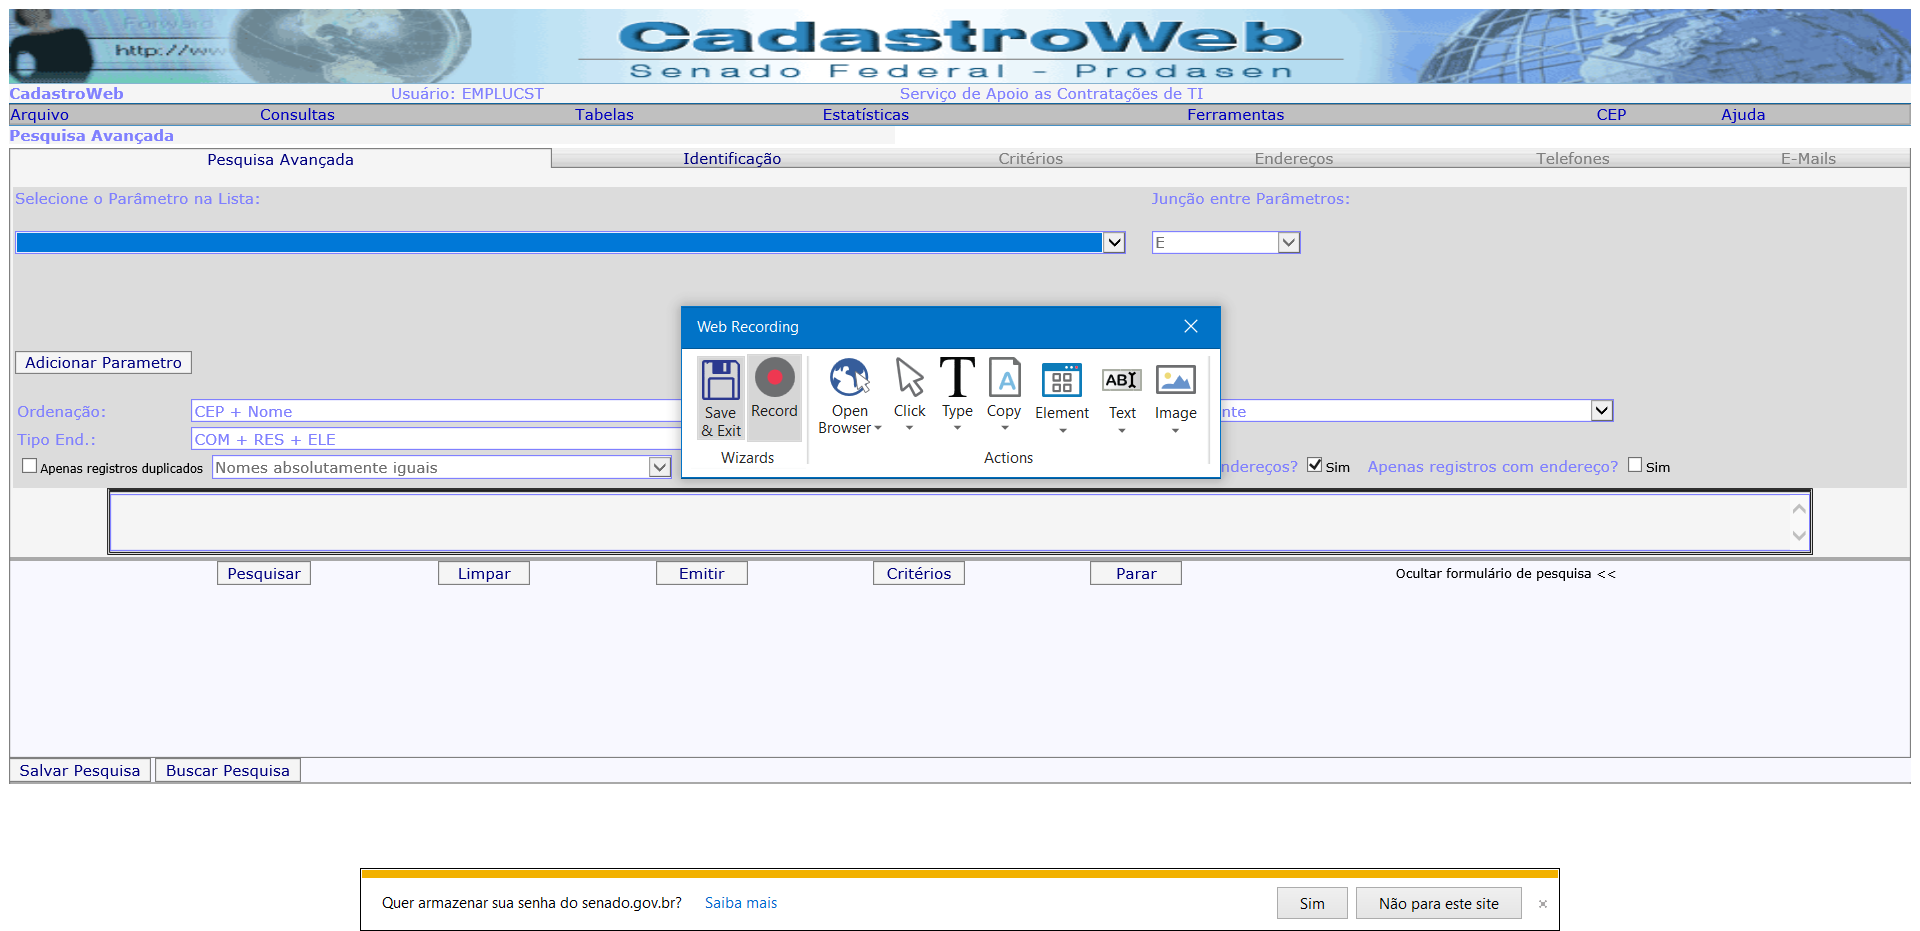 Forward
http://ww
CadastroWeb
Senado Federal - Prodasen
CadastroWeb Usuário: EMPLUCST Serviço de Apoio as Contratações de TI
Arquivo Consultas Tabelas Estatísticas Ferramentas CEP Ajuda
Pesquisa Avançada
Pesquisa Avançada Identificação Critérios Endereços Telefones E-Mails
Selecione o Parâmetro na Lista: Junção entre Parâmetros:
E
Web Recording
Adicionar Parametro
Save & Exit Record Open Browser Click Type Copy Element Text Image
Wizards Actions
Ordenação: CEP + Nome nte
Tipo End.: COM + RES + ELE
Apenas registros duplicados Nomes absolutamente iguais ndereços? Sim Apenas registros com endereço? Sim
Pesquisar Limpar Emitir Critérios Parar Ocultar formulário de pesquisa <<
Salvar Pesquisa Buscar Pesquisa
Quer armazenar sua senha do senado.gov.br? Saiba mais Sim Não para este site